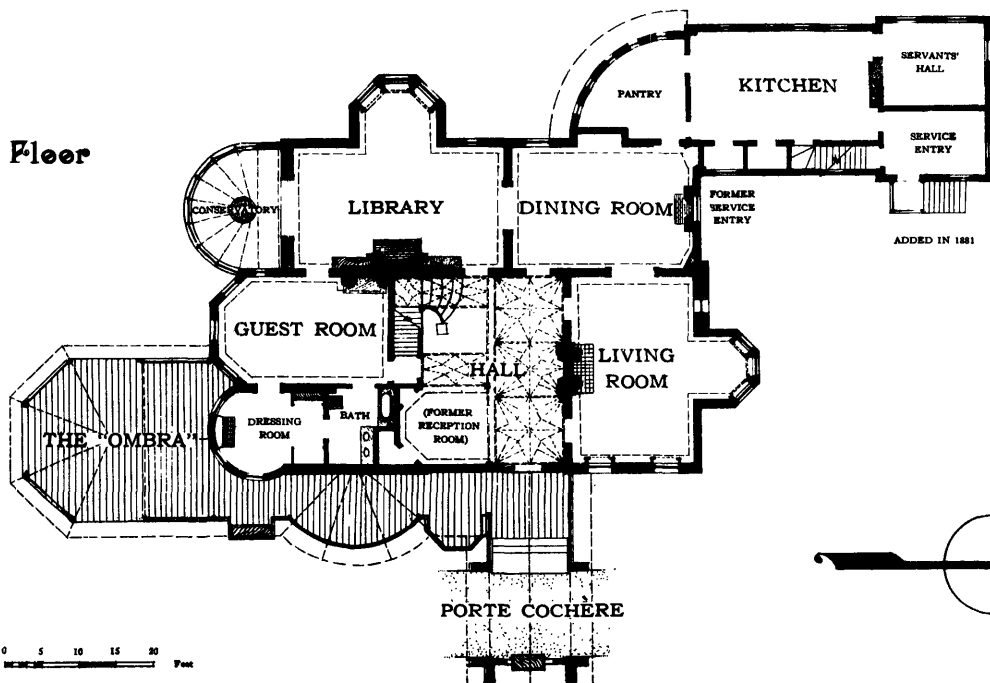 Floor
SERVANTS'
HALL
KITCHEN
PANTRY
SERVICE
ENTRY
CONSERVATORY
LIBRARY
DINING ROOM
FORMER
SERVICE
ENTRY
ADDED IN 1881
GUEST ROOM
HALL
LIVING
ROOM
THE "OMBRA"
DRESSING
ROOM
BATH
(FORMER
RECEPTION
ROOM)
PORTE COCHÈRE
0 5 10 15 20
Feet